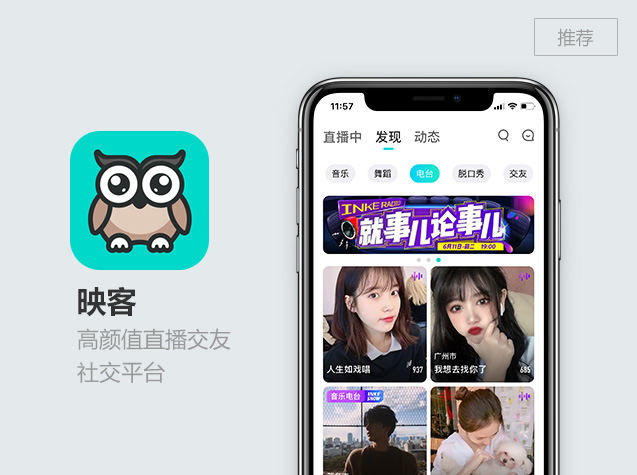 推荐
11:57
直播中 发现 动态
音乐 舞蹈 电台 脱口秀 交友
INKE RADIO
就事儿论事儿
6月11日·周二 19:00
映客
高颜值直播交友
社交平台
广州市
人生如戏唱 937
我想去找你了 685
音乐电台 INKE SHOW